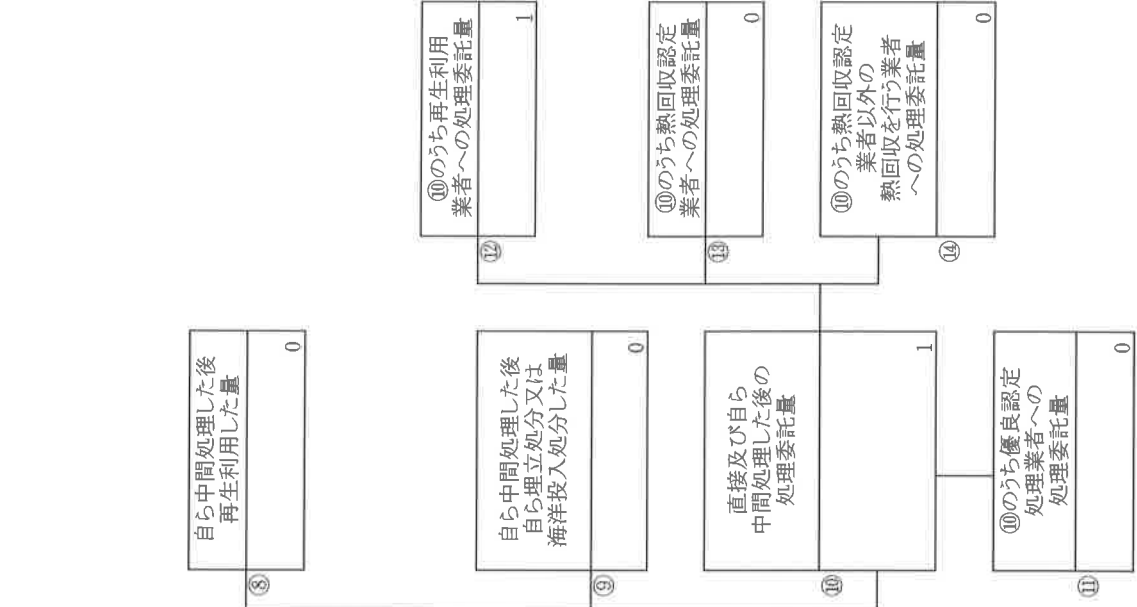 ⑧
自ら中間処理した後
再生利用した量
0
⑨
自ら中間処理した後
自ら埋立処分又は
海洋投入処分した量
0
⑩
直接及び自ら
中間処理した後の
処理委託量
1
⑪
⑩のうち優良認定
処理業者への
処理委託量
0
⑫
⑩のうち再生利用
業者への処理委託量
1
⑬
⑩のうち熱回収認定
業者への処理委託量
0
⑭
⑩のうち熱回収認定
業者以外の
熱回収を行う業者
への処理委託量
0